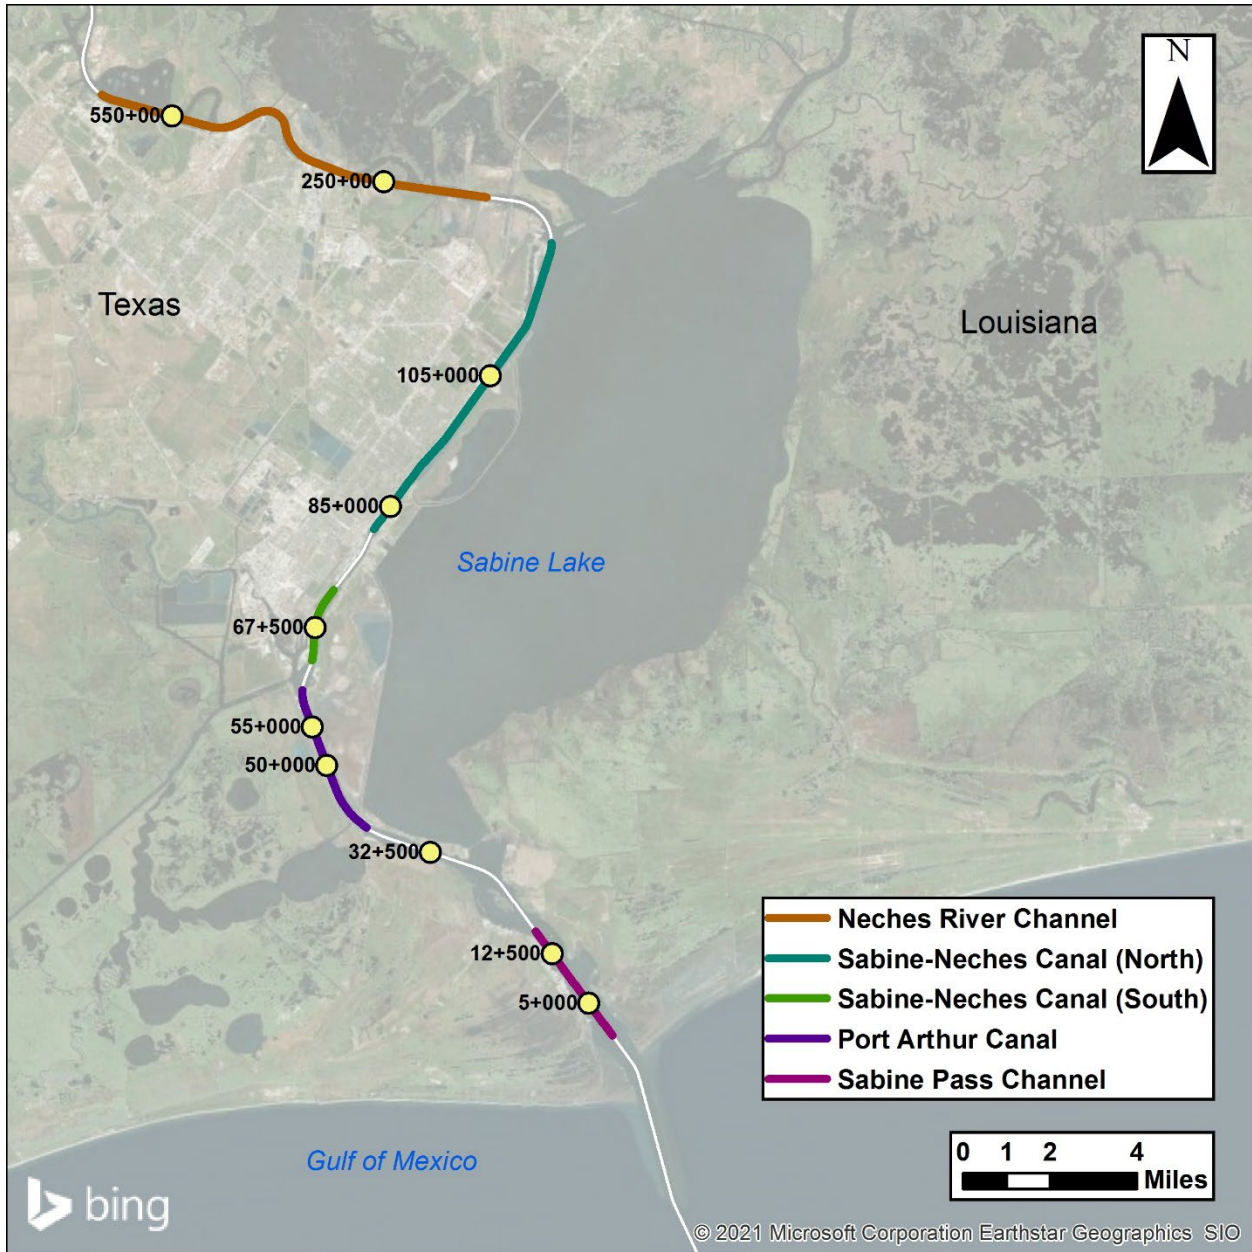 N
550+00
250+00
Texas
Louisiana
105+000
85+000
Sabine Lake
67+500
55+000
50+000
32+500
12+500
5+000
Neches River Channel
Sabine-Neches Canal (North)
Sabine-Neches Canal (South)
Port Arthur Canal
Sabine Pass Channel
0 1 2 4
Miles
Gulf of Mexico
bing
© 2021 Microsoft Corporation Earthstar Geographics SIO